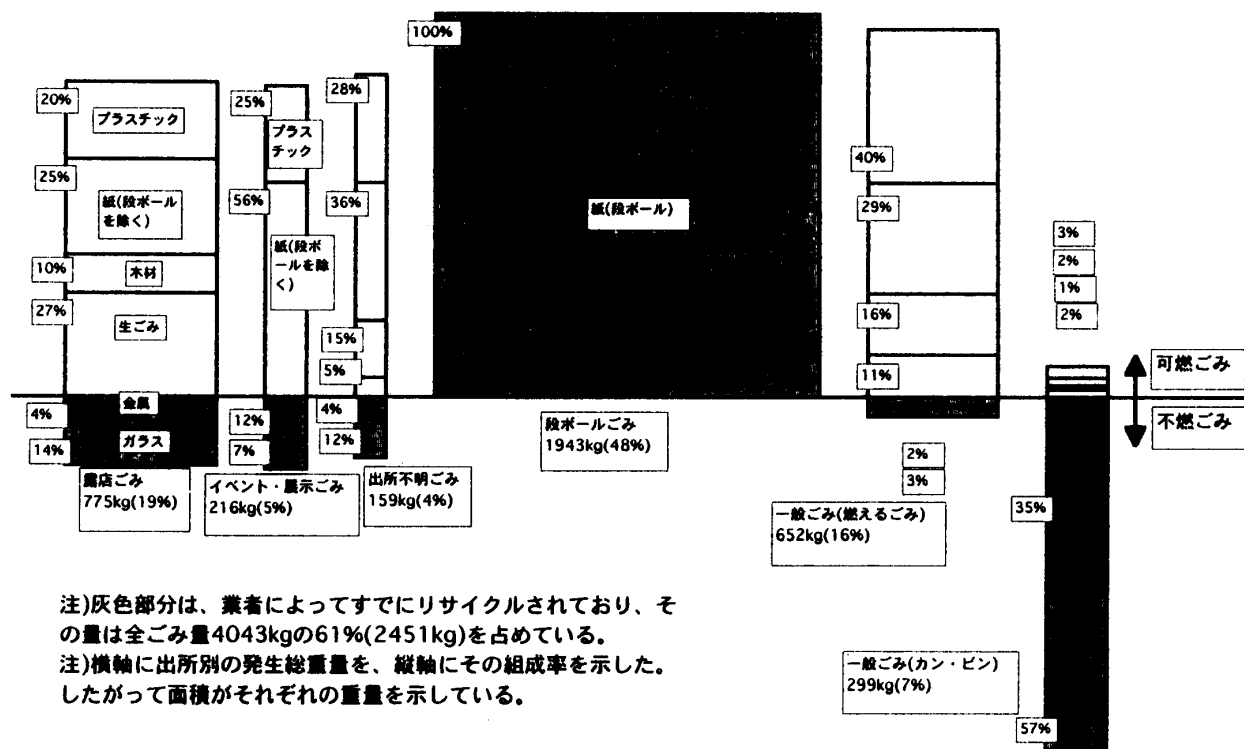 100%
20%
プラスチック
25%
紙(段ボール
を除く)
10%
木材
27%
生ごみ
4%
金属
14%
ガラス
露店ごみ
775kg(19%)
25%
プラス
チック
56%
紙(段ボ
ールを除
く)
12%
7%
イベント・展示ごみ
216kg(5%)
28%
36%
15%
5%
4%
12%
出所不明ごみ
159kg(4%)
紙(段ボール)
段ボールごみ
1943kg(48%)
40%
29%
16%
11%
2%
3%
一般ごみ(燃えるごみ)
652kg(16%)
3%
2%
1%
2%
可燃ごみ
不燃ごみ
35%
一般ごみ(カン・ビン)
299kg(7%)
57%
注)灰色部分は、業者によってすでにリサイクルされており、そ
の量は全ごみ量4043kgの61%(2451kg)を占めている。
注)横軸に出所別の発生総重量を、縦軸にその組成率を示した。
したがって面積がそれぞれの重量を示している。